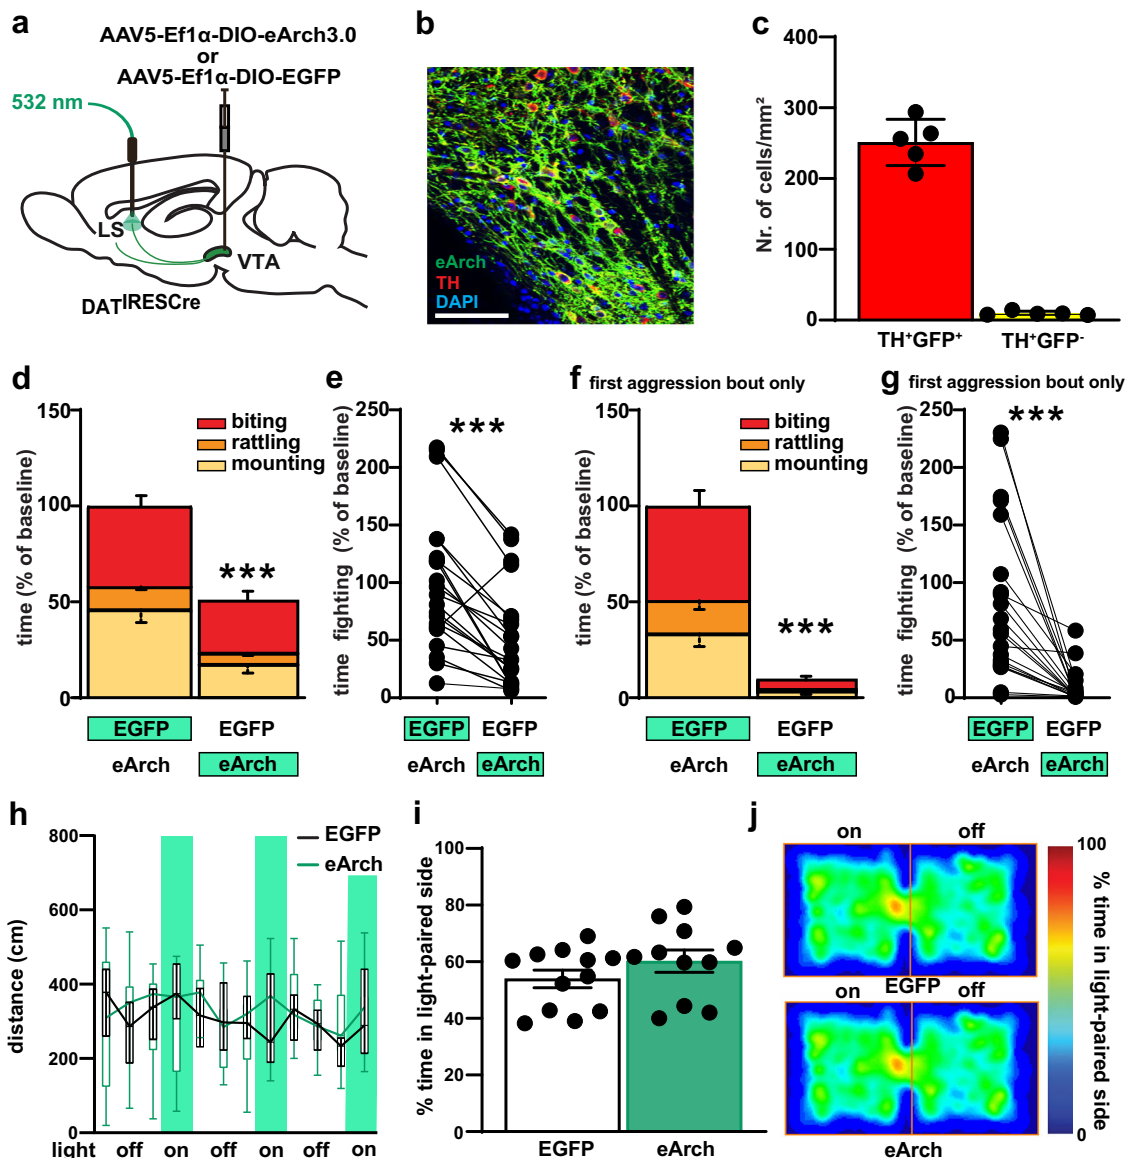 a
AAV5-Ef1α-DIO-eArch3.0
or
AAV5-Ef1α-DIO-EGFP
532 nm
LS
VTA
DATIRESCre
b
eArch
TH
DAPI
c
Nr. of cells/mm²
400
300
200
100
0
TH⁺GFP⁺
TH⁺GFP⁻
d
time (% of baseline)
150
100
50
0
biting
rattling
mounting
***
EGFP
EGFP
eArch
eArch
e
time fighting (% of baseline)
250
200
150
100
50
0
***
EGFP
EGFP
eArch
eArch
f first aggression bout only
time (% of baseline)
150
100
50
0
biting
rattling
mounting
***
EGFP
EGFP
eArch
eArch
g first aggression bout only
time fighting (% of baseline)
250
200
150
100
50
0
***
EGFP
EGFP
eArch
eArch
h
distance (cm)
800
600
400
200
0
EGFP
eArch
light off on off on off on
i
% time in light-paired side
100
80
60
40
20
0
EGFP
eArch
j
on off
EGFP
on off
eArch
100
0
% time in light-paired side